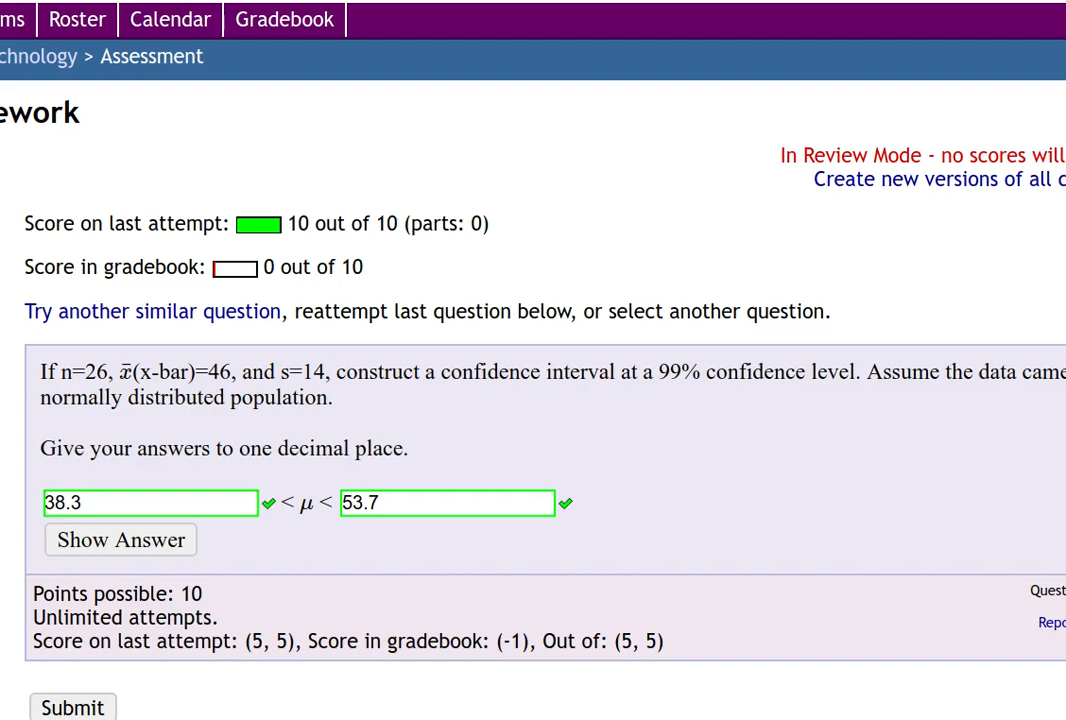 ms Roster Calendar Gradebook
chnology > Assessment
ework
In Review Mode - no scores will
Create new versions of all
Score on last attempt: 10 out of 10 (parts: 0)
Score in gradebook: 0 out of 10
Try another similar question, reattempt last question below, or select another question.
If n=26, x̄(x-bar)=46, and s=14, construct a confidence interval at a 99% confidence level. Assume the data came
normally distributed population.
Give your answers to one decimal place.
38.3 < μ < 53.7
Show Answer
Points possible: 10
Quest
Unlimited attempts.
Repo
Score on last attempt: (5, 5), Score in gradebook: (-1), Out of: (5, 5)
Submit